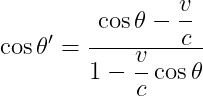 cos θ′ = (cos θ − v/c) / (1 − v/c cos θ)